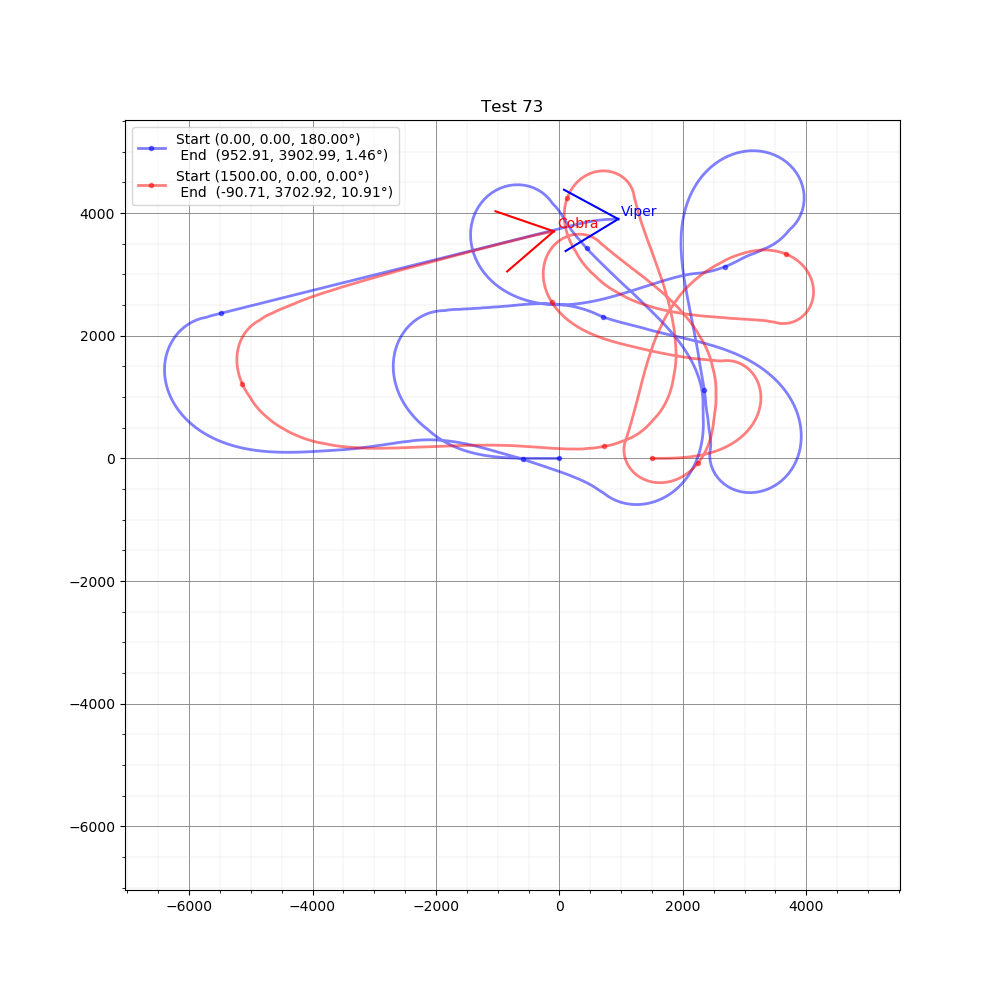 Test 73
Start (0.00, 0.00, 180.00°)
End  (952.91, 3902.99, 1.46°)
Start (1500.00, 0.00, 0.00°)
End  (-90.71, 3702.92, 10.91°)
Viper
Cobra
4000
2000
0
−2000
−4000
−6000
−6000 −4000 −2000 0 2000 4000